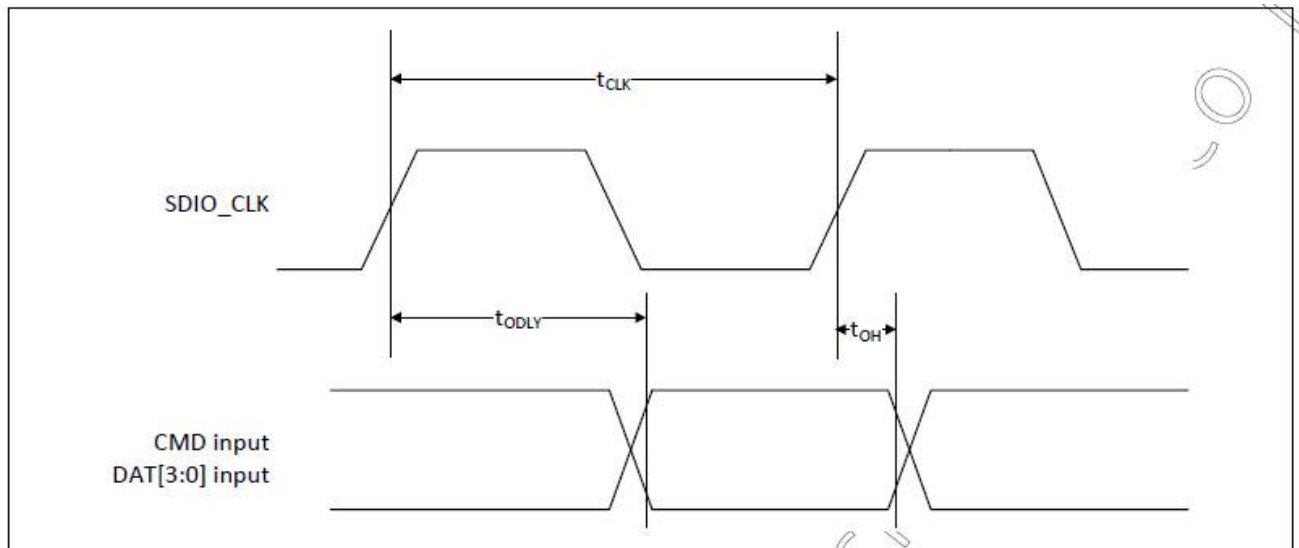 tCLK
SDIO_CLK
tODLY
tOH
CMD input
DAT[3:0] input